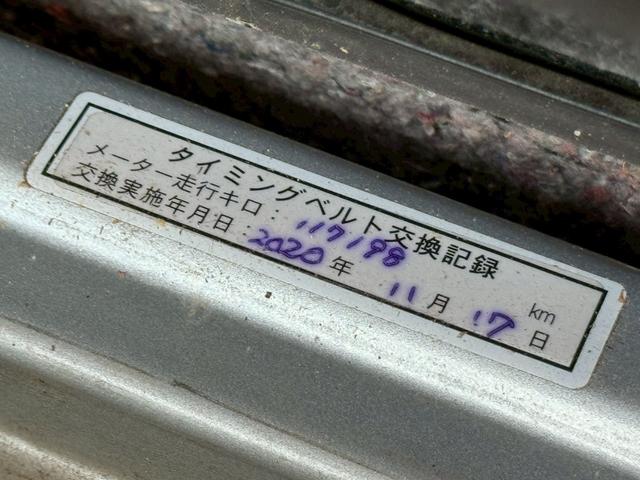 タイミングベルト交換記録
メーター走行キロ： 117198 km
交換実施年月日：2020 年 11 月 17 日